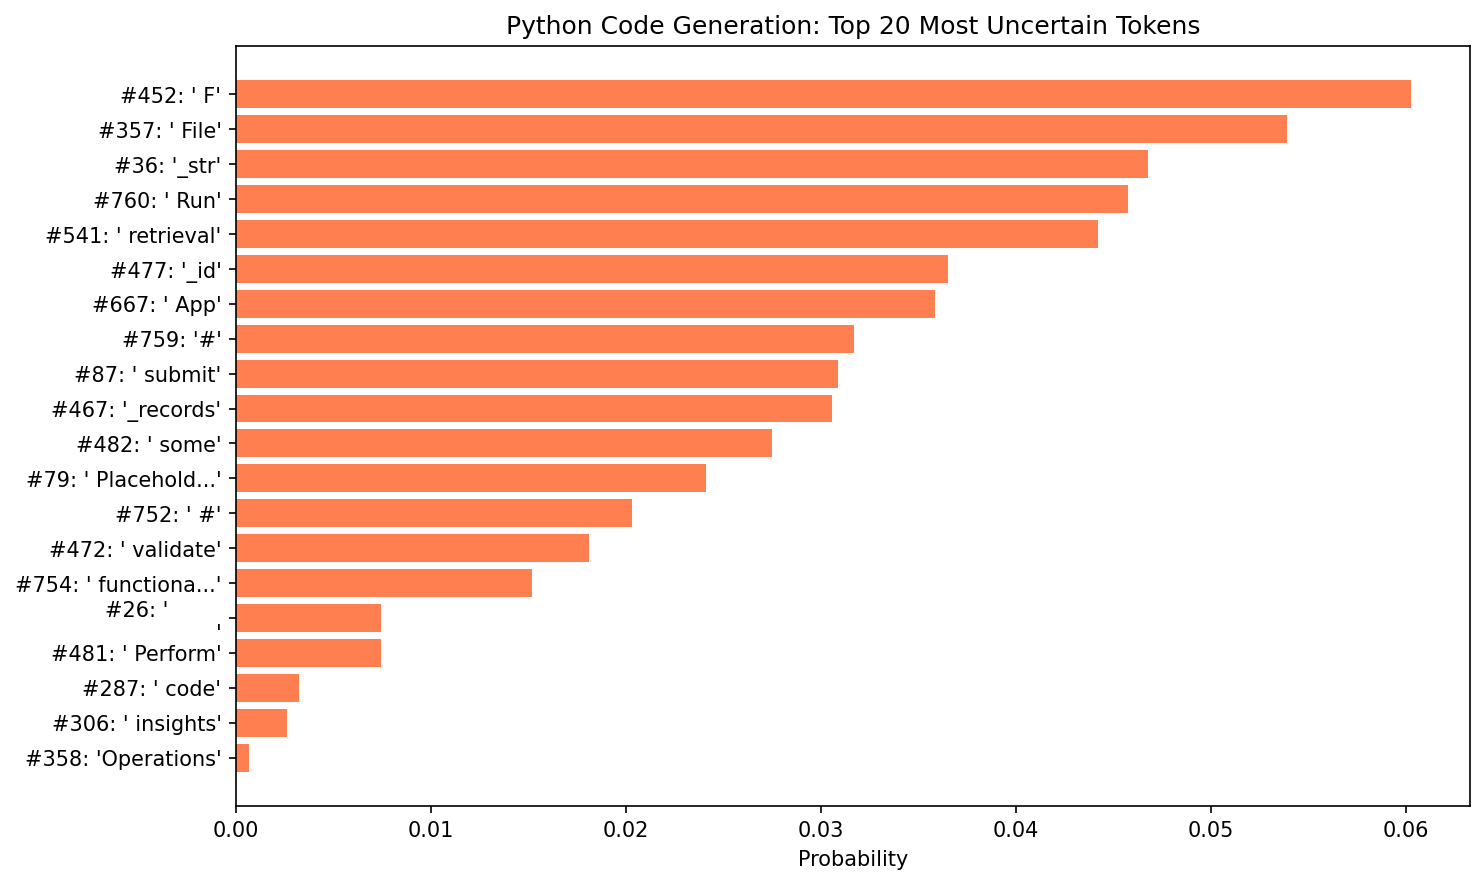 Python Code Generation: Top 20 Most Uncertain Tokens
#452: ' F'
#357: ' File'
#36: '_str'
#760: ' Run'
#541: ' retrieval'
#477: '_id'
#667: ' App'
#759: '#'
#87: ' submit'
#467: '_records'
#482: ' some'
#79: ' Placehold...'
#752: ' #'
#472: ' validate'
#754: ' functiona...'
#26: '
'
#481: ' Perform'
#287: ' code'
#306: ' insights'
#358: 'Operations'
0.00 0.01 0.02 0.03 0.04 0.05 0.06
Probability